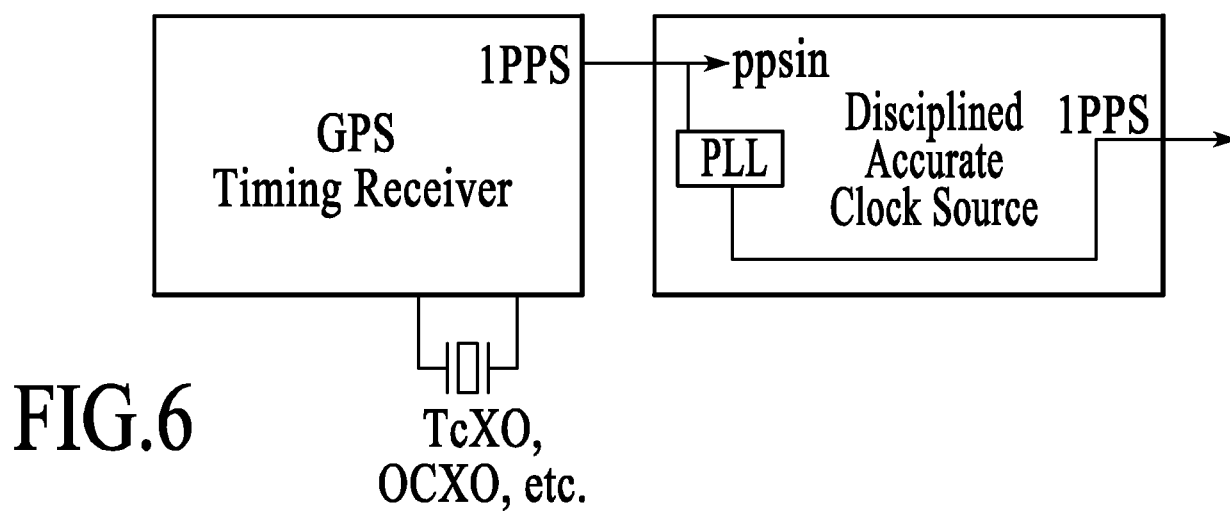 1PPS
GPS
Timing Receiver
ppsin
PLL
Disciplined
Accurate
Clock Source
1PPS
TcXO,
OCXO, etc.
FIG.6